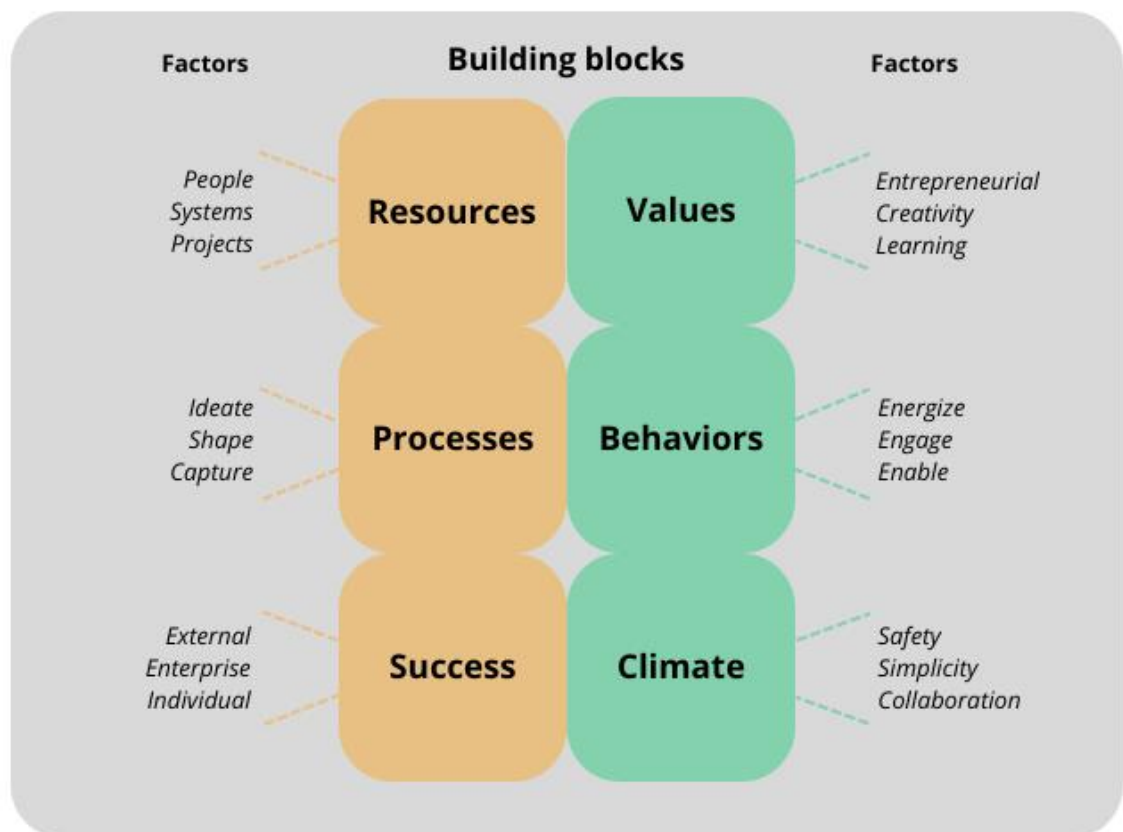 Factors
Building blocks
Factors
People
Systems
Projects
Resources
Values
Entrepreneurial
Creativity
Learning
Ideate
Shape
Capture
Processes
Behaviors
Energize
Engage
Enable
External
Enterprise
Individual
Success
Climate
Safety
Simplicity
Collaboration